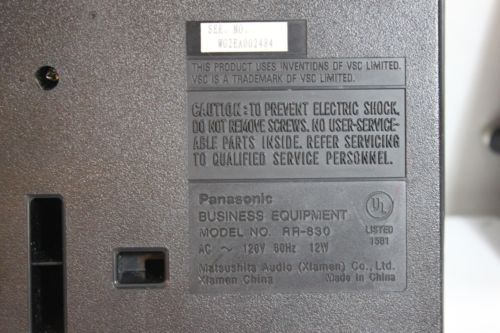 SER. NO.
WG2EA002484
THIS PRODUCT USES INVENTIONS OF VSC LIMITED.
VSC IS A TRADEMARK OF VSC LIMITED.
CAUTION: TO PREVENT ELECTRIC SHOCK,
DO NOT REMOVE SCREWS. NO USER-SERVICE-
ABLE PARTS INSIDE. REFER SERVICING
TO QUALIFIED SERVICE PERSONNEL.
Panasonic
BUSINESS EQUIPMENT
MODEL NO. RR-830
AC ~ 120V 60Hz 12W
UL
LISTED
15B1
Matsushita Audio (Xiamen) Co., Ltd.
Xiamen China Made in China